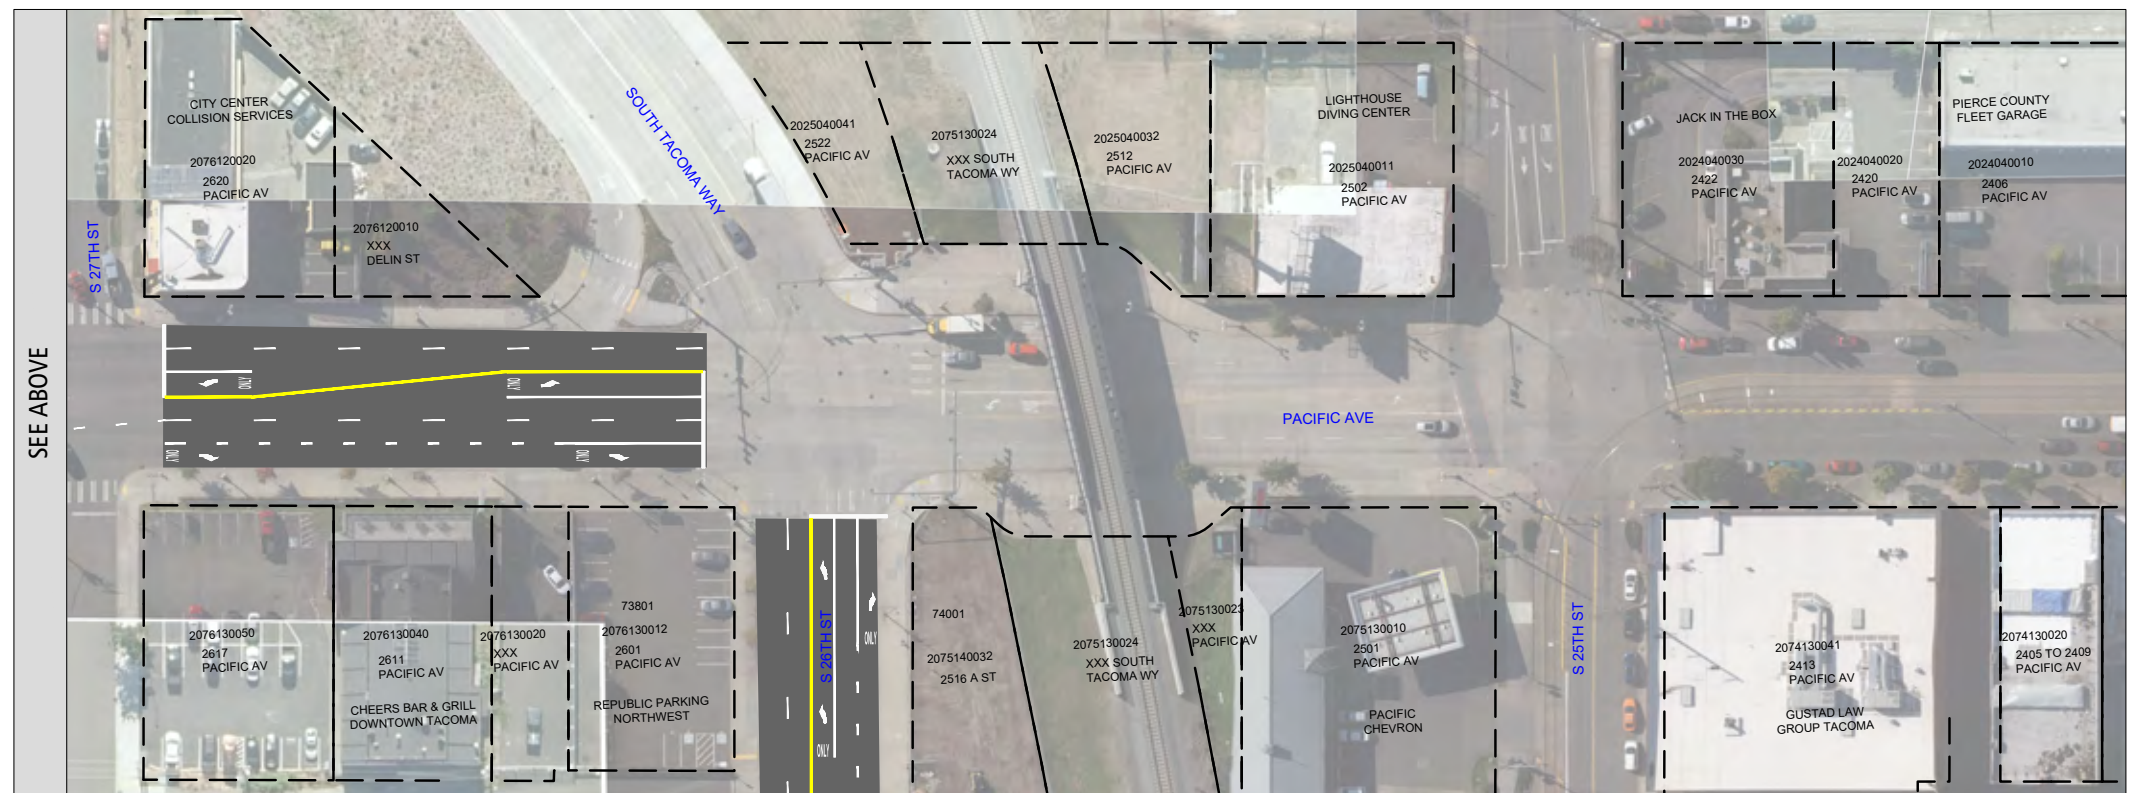 SEE ABOVE
S 27TH ST
CITY CENTER
COLLISION SERVICES
2076120020
2620
PACIFIC AV
2076120010
XXX
DELIN ST
SOUTH TACOMA WAY
2025040041
2522
PACIFIC AV
2075130024
XXX SOUTH
TACOMA WY
2025040032
2512
PACIFIC AV
LIGHTHOUSE
DIVING CENTER
2025040011
2502
PACIFIC AV
JACK IN THE BOX
2024040030
2422
PACIFIC AV
2024040020
2420
PACIFIC AV
PIERCE COUNTY
FLEET GARAGE
2024040010
2406
PACIFIC AV
ONLY
ONLY
ONLY
ONLY
PACIFIC AVE
2076130050
2617
PACIFIC AV
2076130040
2611
PACIFIC AV
CHEERS BAR & GRILL
DOWNTOWN TACOMA
2076130020
XXX
PACIFIC AV
73801
2076130012
2601
PACIFIC AV
REPUBLIC PARKING
NORTHWEST
S 26TH ST
ONLY
ONLY
74001
2075140032
2516 A ST
2075130024
XXX SOUTH
TACOMA WY
2075130023
XXX
PACIFIC AV
2075130010
2501
PACIFIC AV
PACIFIC
CHEVRON
S 25TH ST
2074130041
2413
PACIFIC AV
GUSTAD LAW
GROUP TACOMA
2074130020
2405 TO 2409
PACIFIC AV